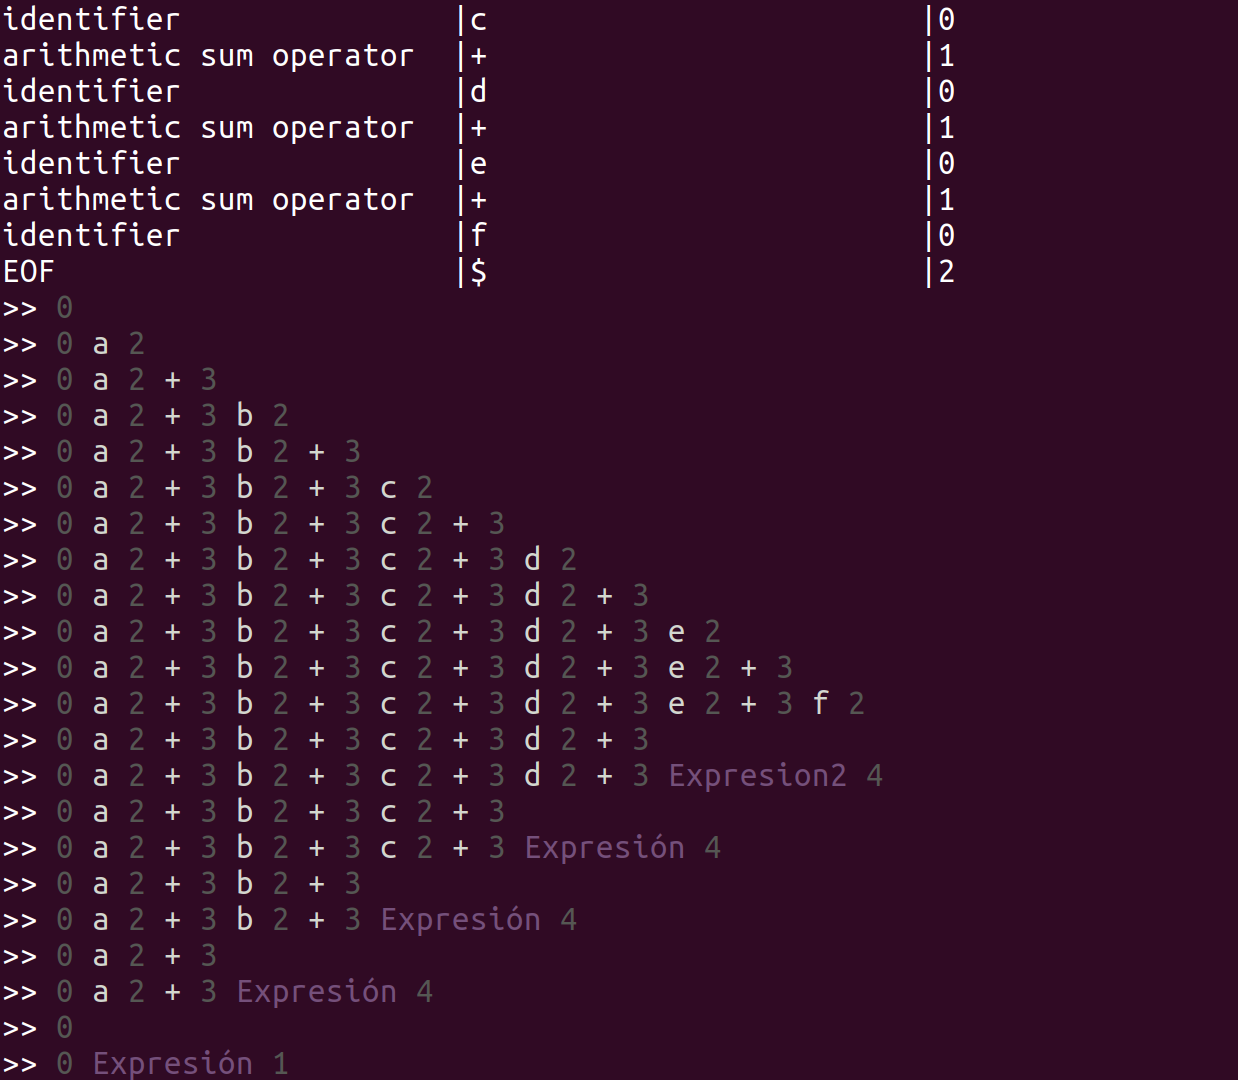 identifier |c |0
arithmetic sum operator |+ |1
identifier |d |0
arithmetic sum operator |+ |1
identifier |e |0
arithmetic sum operator |+ |1
identifier |f |0
EOF |$ |2
>> 0
>> 0 a 2
>> 0 a 2 + 3
>> 0 a 2 + 3 b 2
>> 0 a 2 + 3 b 2 + 3
>> 0 a 2 + 3 b 2 + 3 c 2
>> 0 a 2 + 3 b 2 + 3 c 2 + 3
>> 0 a 2 + 3 b 2 + 3 c 2 + 3 d 2
>> 0 a 2 + 3 b 2 + 3 c 2 + 3 d 2 + 3
>> 0 a 2 + 3 b 2 + 3 c 2 + 3 d 2 + 3 e 2
>> 0 a 2 + 3 b 2 + 3 c 2 + 3 d 2 + 3 e 2 + 3
>> 0 a 2 + 3 b 2 + 3 c 2 + 3 d 2 + 3 e 2 + 3 f 2
>> 0 a 2 + 3 b 2 + 3 c 2 + 3 d 2 + 3
>> 0 a 2 + 3 b 2 + 3 c 2 + 3 d 2 + 3 Expresion2 4
>> 0 a 2 + 3 b 2 + 3 c 2 + 3
>> 0 a 2 + 3 b 2 + 3 c 2 + 3 Expresión 4
>> 0 a 2 + 3 b 2 + 3
>> 0 a 2 + 3 b 2 + 3 Expresión 4
>> 0 a 2 + 3
>> 0 a 2 + 3 Expresión 4
>> 0
>> 0 Expresión 1